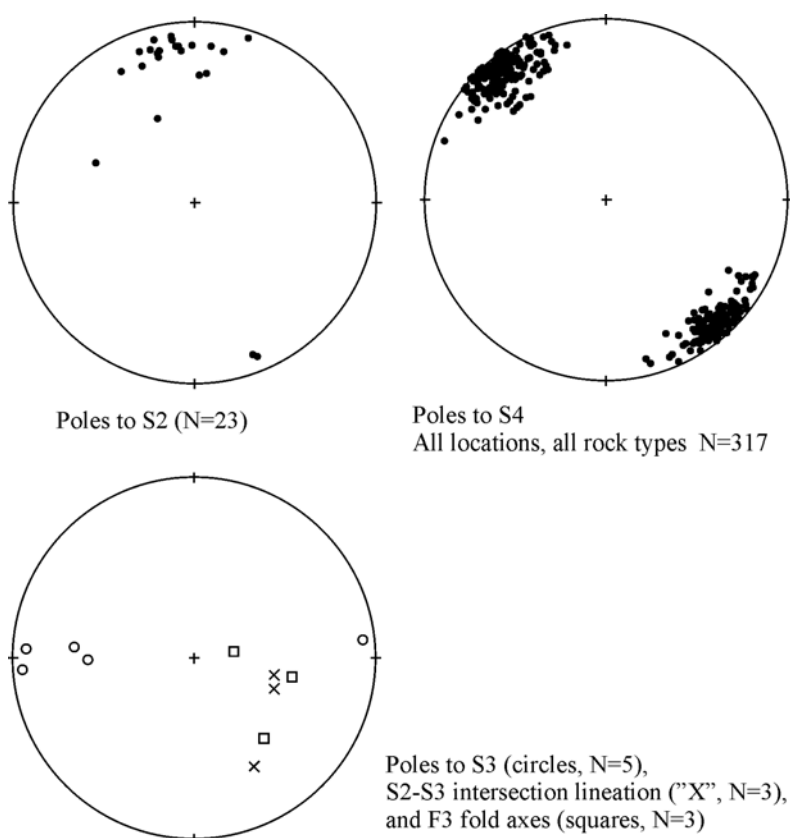 Poles to S2 (N=23)
Poles to S4
All locations, all rock types N=317
Poles to S3 (circles, N=5),
S2-S3 intersection lineation (”X”, N=3),
and F3 fold axes (squares, N=3)